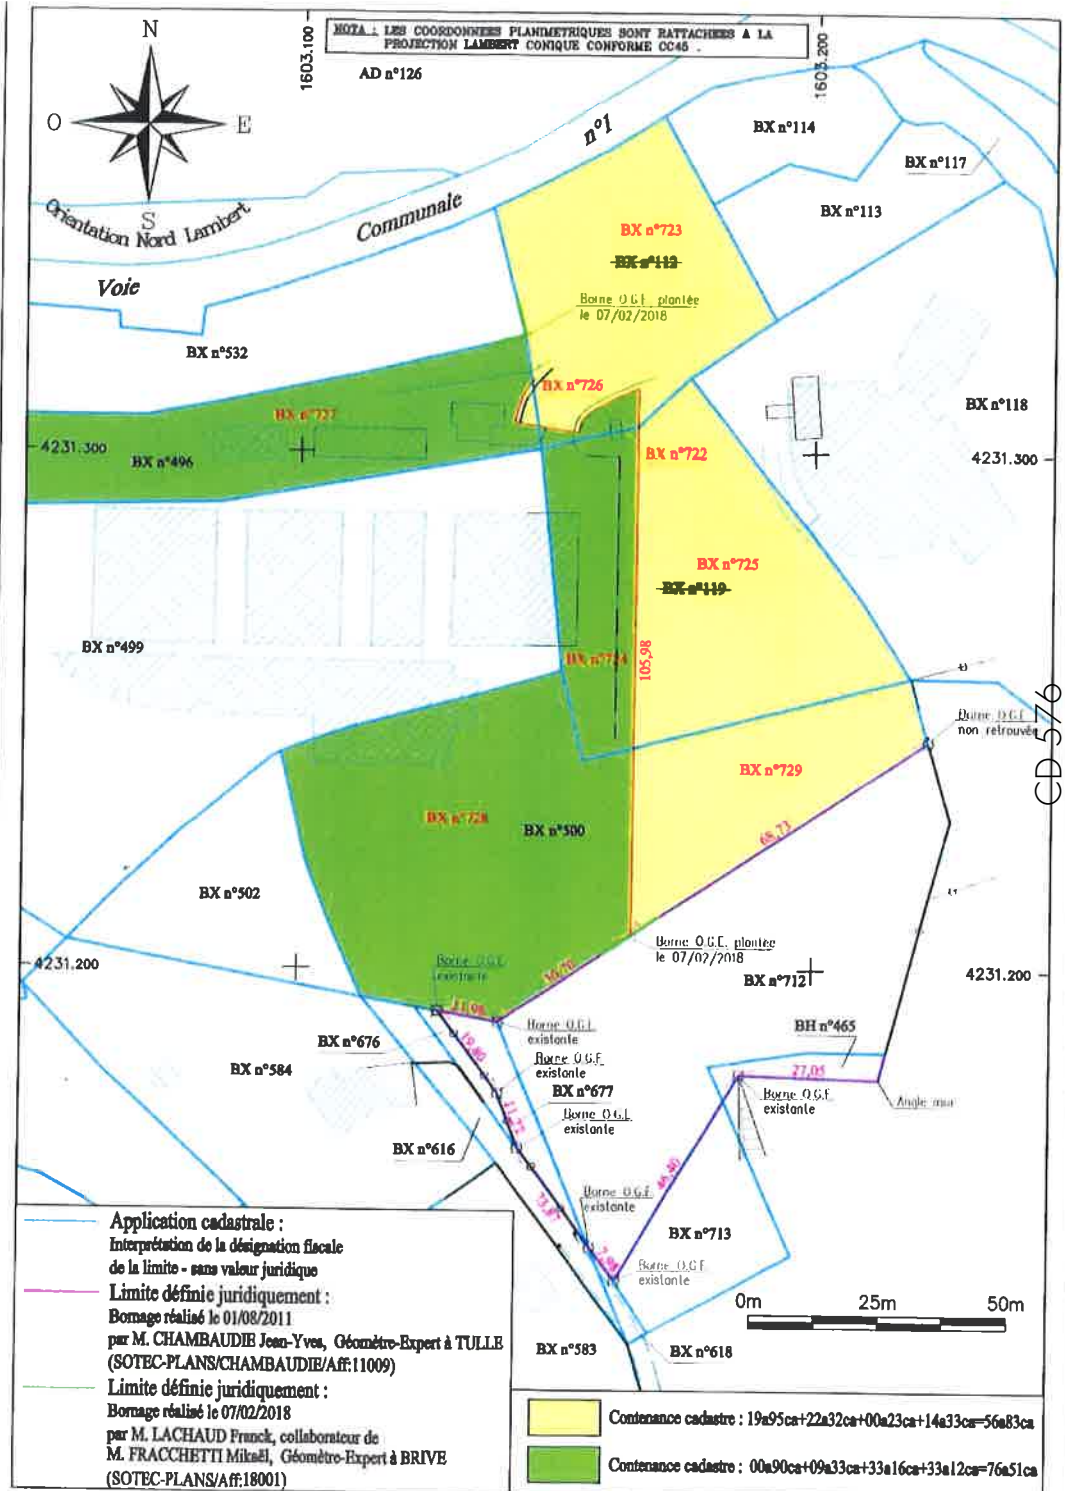 NOTA : LES COORDONNEES PLANIMETRIQUES SONT RATTACHEES A LA
PROJECTION LAMBERT CONIQUE CONFORME CC45 .
1603.100
1603.200
N
O
E
S
Orientation Nord Lambert
AD n°126
Voie
Communale
n°1
BX n°114
BX n°117
BX n°113
BX n°723
BX n°112
Borne O.G.E. plantée
le 07/02/2018
BX n°532
BX n°726
BX n°727
BX n°118
4231.300
BX n°496
BX n°722
4231.300
BX n°725
BX n°119
BX n°499
BX n°724
105,98
Borne O.G.E.
non retrouvée
CD 576
BX n°729
BX n°728
BX n°500
68,73
BX n°502
Borne O.G.E. plantée
le 07/02/2018
4231.200
Borne O.G.E.
existante
BX n°712
4231.200
11,98
Borne O.G.E.
existante
BH n°465
BX n°676
19,80
Borne O.G.E.
existante
BX n°584
27,05
BX n°677
Borne O.G.E.
existante
Angle mur
11,72
Borne O.G.E.
existante
BX n°616
46,40
Borne O.G.E.
existante
BX n°713
7,98
Borne O.G.E.
existante
0m 25m 50m
BX n°583
BX n°618
Application cadastrale :
Interprétation de la désignation fiscale
de la limite - sans valeur juridique
Limite définie juridiquement :
Bornage réalisé le 01/08/2011
par M. CHAMBAUDIE Jean-Yves, Géomètre-Expert à TULLE
(SOTEC-PLANS/CHAMBAUDIE/Aff:11009)
Limite définie juridiquement :
Bornage réalisé le 07/02/2018
par M. LACHAUD Franck, collaborateur de
M. FRACCHETTI Mikaël, Géomètre-Expert à BRIVE
(SOTEC-PLANS/Aff:18001)
Contenance cadastre : 19a95ca+22a32ca+00a23ca+14a33ca=56a83ca
Contenance cadastre : 00a90ca+09a33ca+33a16ca+33a12ca=76a51ca